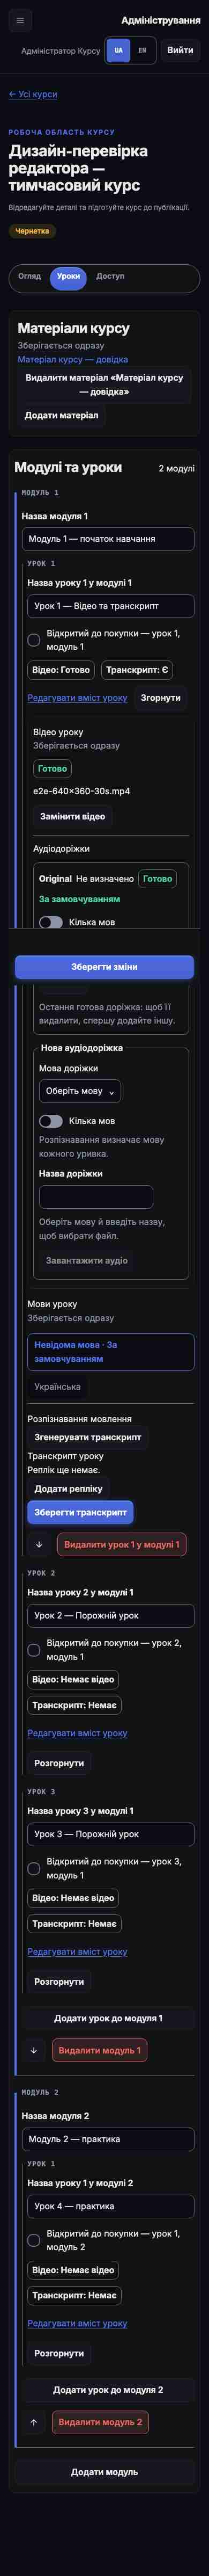 Адміністрування
Адміністратор Курсу
UA
EN
Вийти
← Усі курси
РОБОЧА ОБЛАСТЬ КУРСУ
Дизайн-перевірка
редактора —
тимчасовий курс
Відредагуйте деталі та підготуйте курс до публікації.
Чернетка
Огляд
Уроки
Доступ
Матеріали курсу
Зберігається одразу
Матеріал курсу — довідка
Видалити матеріал «Матеріал курсу
— довідка»
Додати матеріал
Модулі та уроки
2 модулі
МОДУЛЬ 1
Назва модуля 1
Модуль 1 — початок навчання
УРОК 1
Назва уроку 1 у модулі 1
Урок 1 — Відео та транскрипт
Відкритий до покупки — урок 1,
модуль 1
Відео: Готово
Транскрипт: Є
Редагувати вміст уроку
Згорнути
Відео уроку
Зберігається одразу
Готово
e2e-640×360-30s.mp4
Замінити відео
Аудіодоріжки
Original
Не визначено
Готово
За замовчуванням
Кілька мов
Зберегти зміни
Остання готова доріжка: щоб її
видалити, спершу додайте іншу.
Нова аудіодоріжка
Мова доріжки
Оберіть мову
Кілька мов
Розпізнавання визначає мову
кожного уривка.
Назва доріжки
Оберіть мову й введіть назву,
щоб вибрати файл.
Завантажити аудіо
Мови уроку
Зберігається одразу
Невідома мова · За
замовчуванням
Українська
Розпізнавання мовлення
Згенерувати транскрипт
Транскрипт уроку
Реплік ще немає.
Додати репліку
Зберегти транскрипт
↓
Видалити урок 1 у модулі 1
УРОК 2
Назва уроку 2 у модулі 1
Урок 2 — Порожній урок
Відкритий до покупки — урок 2,
модуль 1
Відео: Немає відео
Транскрипт: Немає
Редагувати вміст уроку
Розгорнути
УРОК 3
Назва уроку 3 у модулі 1
Урок 3 — Порожній урок
Відкритий до покупки — урок 3,
модуль 1
Відео: Немає відео
Транскрипт: Немає
Редагувати вміст уроку
Розгорнути
Додати урок до модуля 1
↓
Видалити модуль 1
МОДУЛЬ 2
Назва модуля 2
Модуль 2 — практика
УРОК 1
Назва уроку 1 у модулі 2
Урок 4 — практика
Відкритий до покупки — урок 1,
модуль 2
Відео: Немає відео
Транскрипт: Немає
Редагувати вміст уроку
Розгорнути
Додати урок до модуля 2
↑
Видалити модуль 2
Додати модуль